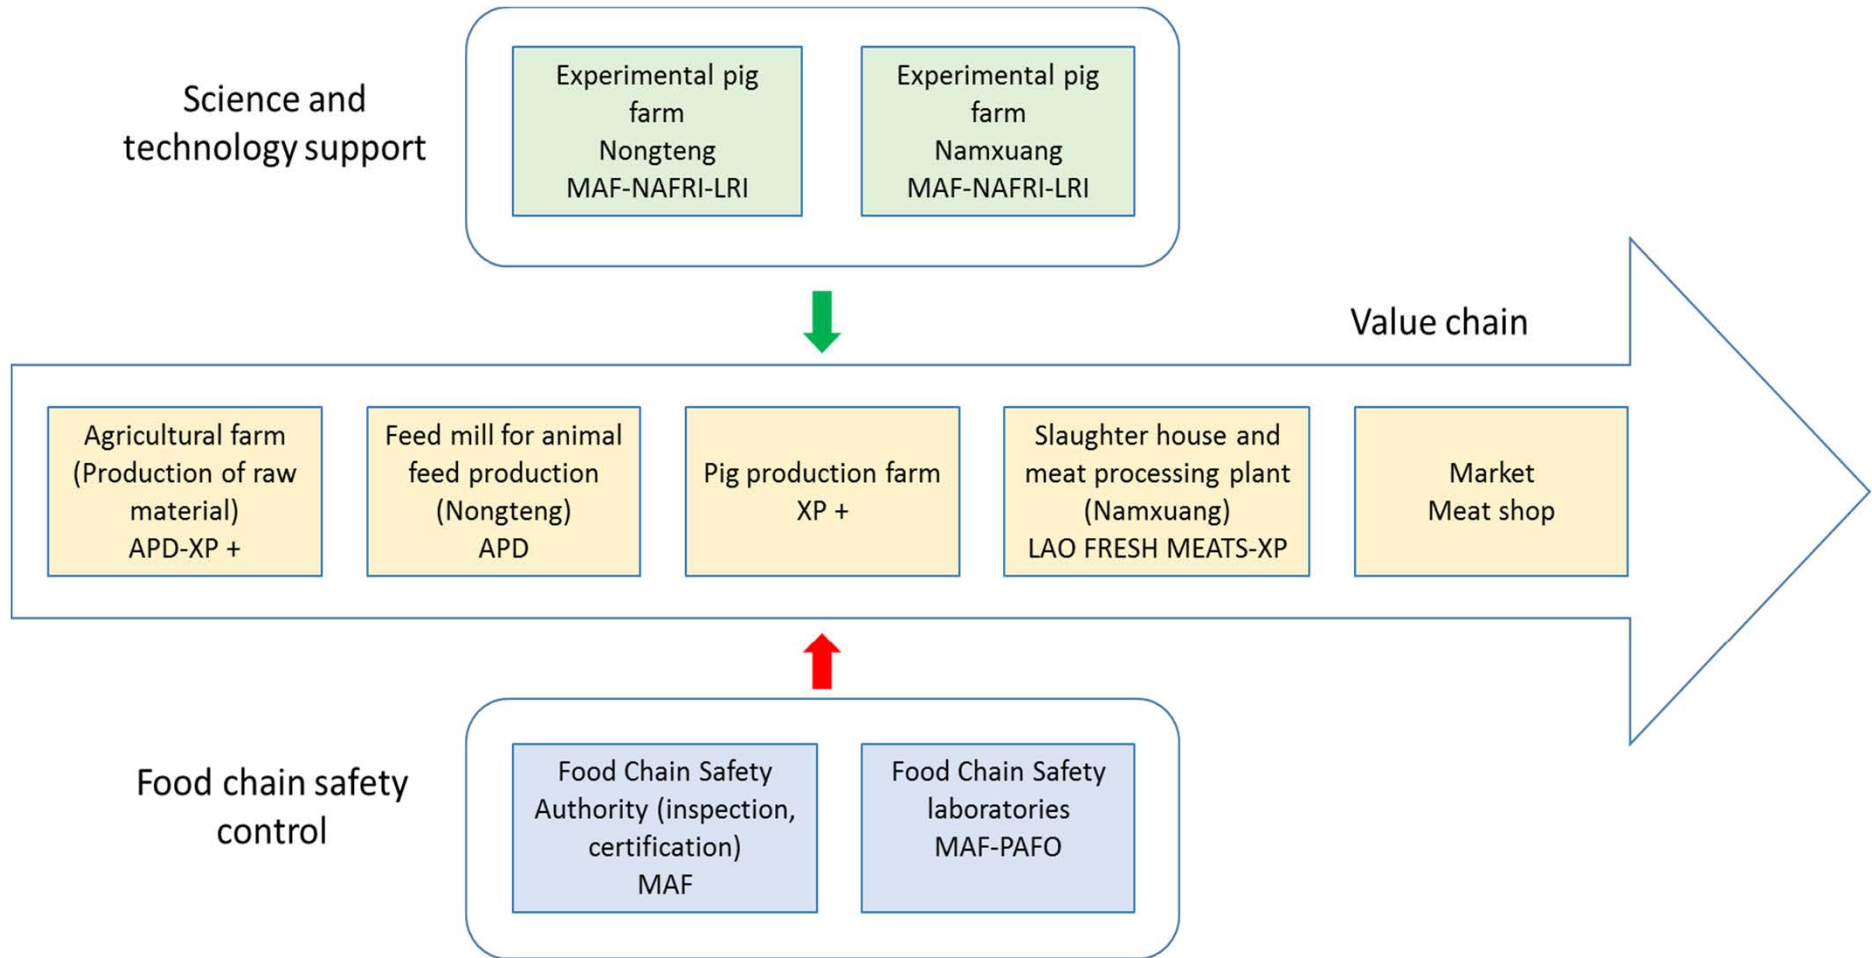 Science and
technology support
Experimental pig
farm
Nongteng
MAF-NAFRI-LRI
Experimental pig
farm
Namxuang
MAF-NAFRI-LRI
Value chain
Agricultural farm
(Production of raw
material)
APD-XP +
Feed mill for animal
feed production
(Nongteng)
APD
Pig production farm
XP +
Slaughter house and
meat processing plant
(Namxuang)
LAO FRESH MEATS-XP
Market
Meat shop
Food chain safety
control
Food Chain Safety
Authority (inspection,
certification)
MAF
Food Chain Safety
laboratories
MAF-PAFO